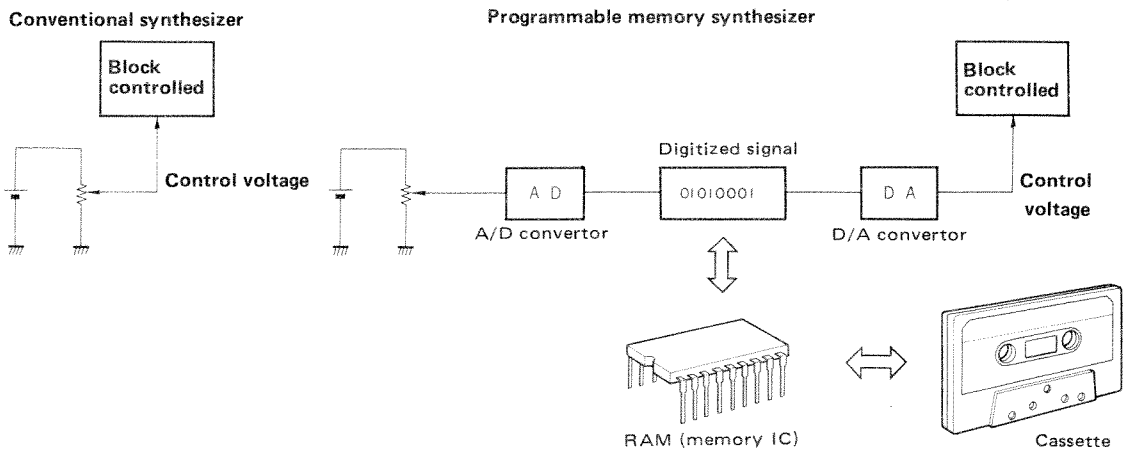 Conventional synthesizer
Block
controlled
Control voltage
Programmable memory synthesizer
A D
A/D convertor
Digitized signal
01010001
D A
D/A convertor
Block
controlled
Control
voltage
RAM (memory IC)
Cassette